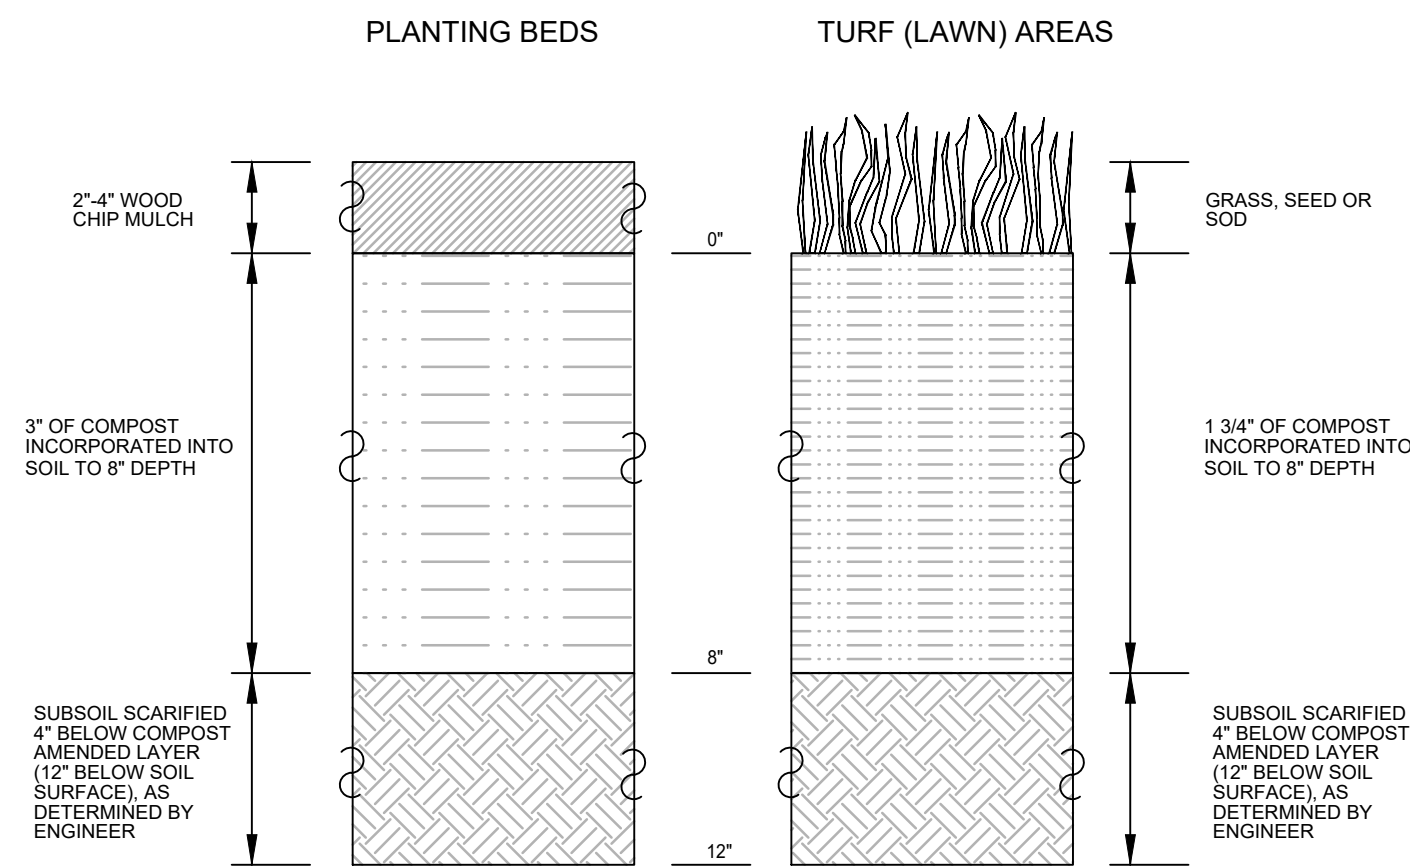 PLANTING BEDS
TURF (LAWN) AREAS
2"-4" WOOD
CHIP MULCH
0"
GRASS, SEED OR
SOD
3" OF COMPOST
INCORPORATED INTO
SOIL TO 8" DEPTH
1 3/4" OF COMPOST
INCORPORATED INTO
SOIL TO 8" DEPTH
8"
SUBSOIL SCARIFIED
4" BELOW COMPOST
AMENDED LAYER
(12" BELOW SOIL
SURFACE), AS
DETERMINED BY
ENGINEER
SUBSOIL SCARIFIED
4" BELOW COMPOST
AMENDED LAYER
(12" BELOW SOIL
SURFACE), AS
DETERMINED BY
ENGINEER
12"